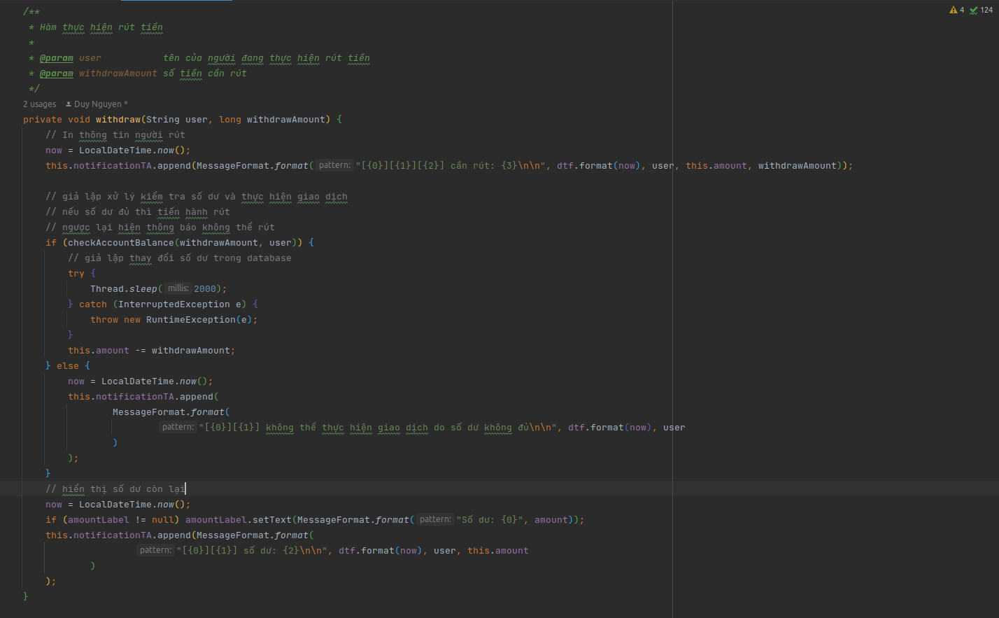 4 124
/**
 * Hàm thực hiện rút tiền
 *
 * @param user           tên của người đang thực hiện rút tiền
 * @param withdrawAmount số tiền cần rút
 */
2 usages Duy Nguyen *
private void withdraw(String user, long withdrawAmount) {
    // In thông tin người rút
    now = LocalDateTime.now();
    this.notificationTA.append(MessageFormat.format( pattern: "[{0}][{1}][{2}] cần rút: {3}\n\n", dtf.format(now), user, this.amount, withdrawAmount));

    // giả lập xử lý kiểm tra số dư và thực hiện giao dịch
    // nếu số dư đủ thì tiến hành rút
    // ngược lại hiện thông báo không thể rút
    if (checkAccountBalance(withdrawAmount, user)) {
        // giả lập thay đổi số dư trong database
        try {
            Thread.sleep( millis: 2000);
        } catch (InterruptedException e) {
            throw new RuntimeException(e);
        }
        this.amount -= withdrawAmount;
    } else {
        now = LocalDateTime.now();
        this.notificationTA.append(
                MessageFormat.format(
                        pattern: "[{0}][{1}] không thể thực hiện giao dịch do số dư không đủ\n\n", dtf.format(now), user
                )
        );
    }
    // hiển thị số dư còn lại
    now = LocalDateTime.now();
    if (amountLabel != null) amountLabel.setText(MessageFormat.format( pattern: "Số dư: {0}", amount));
    this.notificationTA.append(MessageFormat.format(
                    pattern: "[{0}][{1}] số dư: {2}\n\n", dtf.format(now), user, this.amount
            )
    );
}